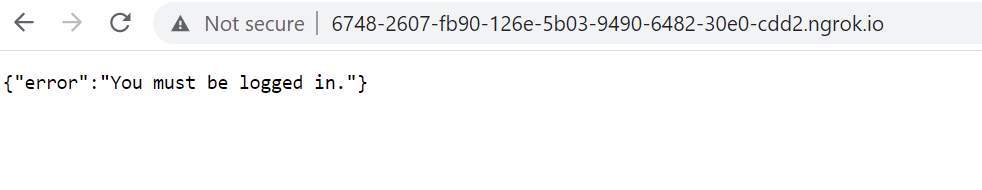 Not secure | 6748-2607-fb90-126e-5b03-9490-6482-30e0-cdd2.ngrok.io
{"error":"You must be logged in."}